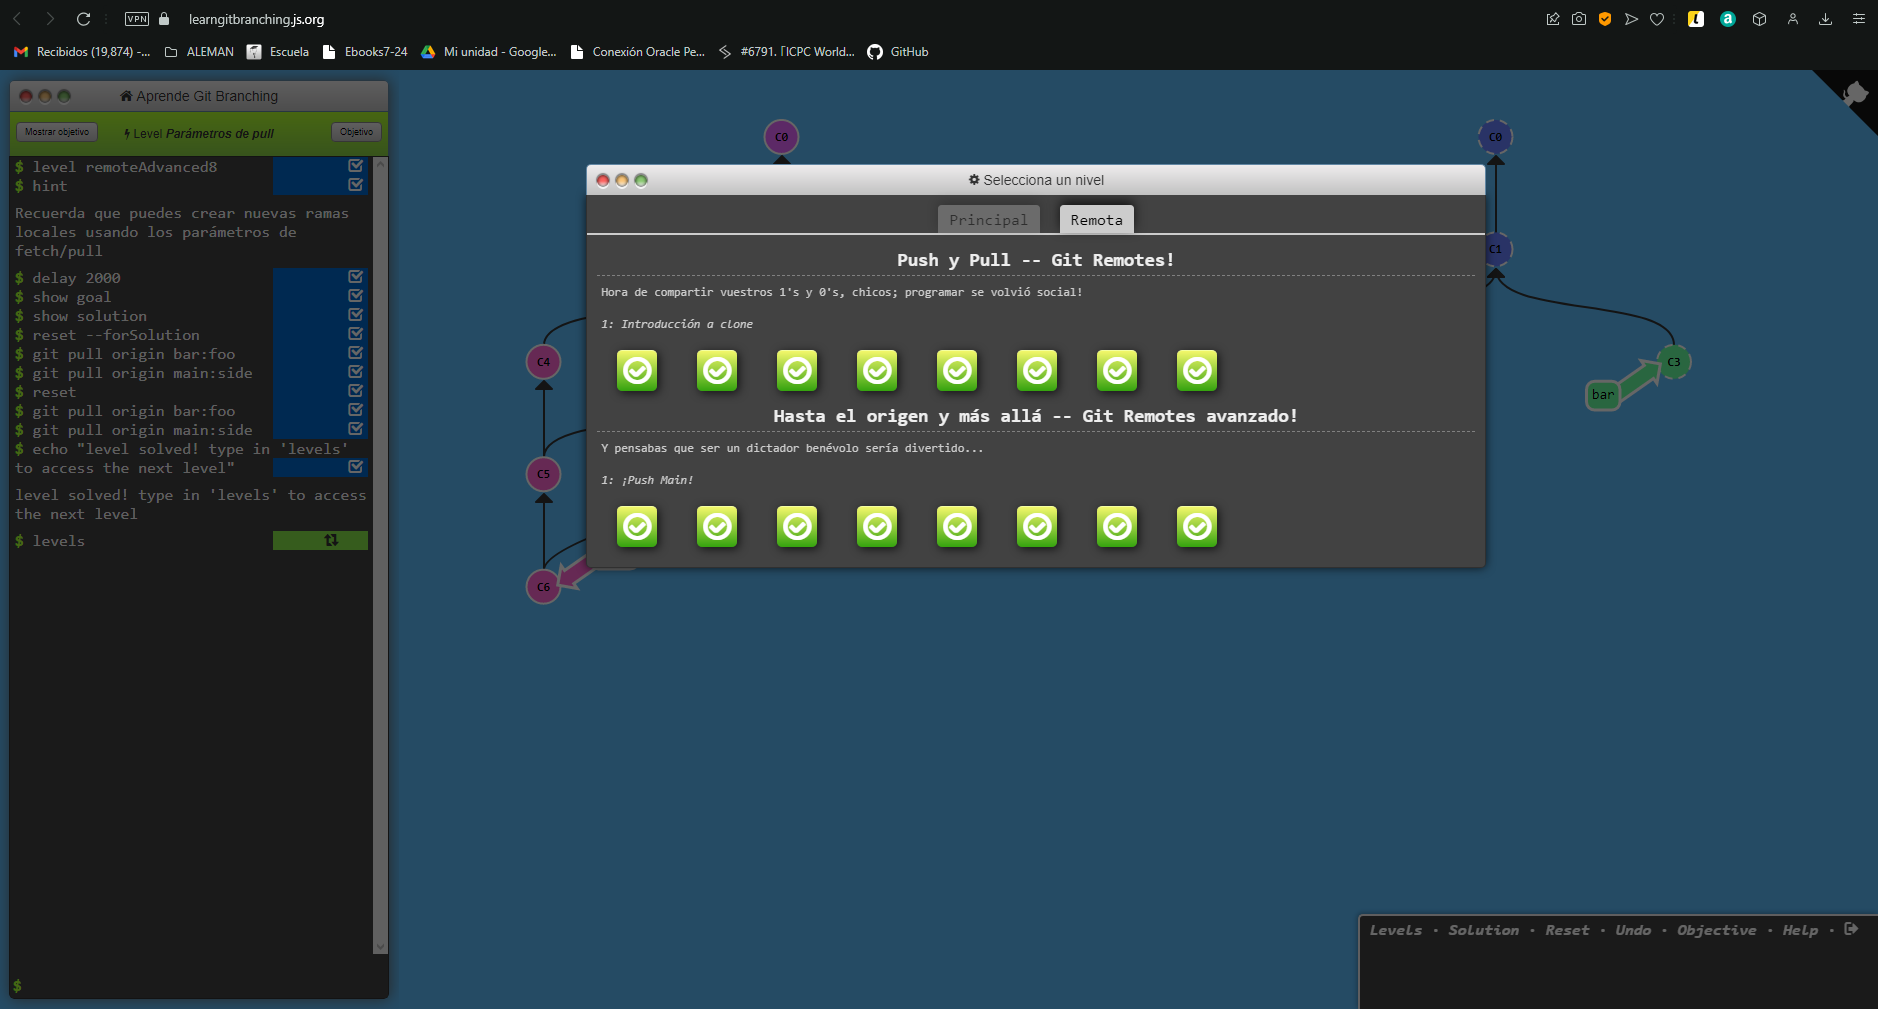 VPN
learngitbranching.js.org
Recibidos (19,874) -...
ALEMAN
Escuela
Ebooks7-24
Mi unidad - Google...
Conexión Oracle Pe...
#6791. ΓICPC World...
GitHub
Aprende Git Branching
Mostrar objetivo
Level Parámetros de pull
Objetivo
$ level remoteAdvanced8
$ hint
Recuerda que puedes crear nuevas ramas
locales usando los parámetros de
fetch/pull
$ delay 2000
$ show goal
$ show solution
$ reset --forSolution
$ git pull origin bar:foo
$ git pull origin main:side
$ reset
$ git pull origin bar:foo
$ git pull origin main:side
$ echo "level solved! type in 'levels'
to access the next level"
level solved! type in 'levels' to access
the next level
$ levels
$
C0
C4
C5
C6
Selecciona un nivel
Principal
Remota
Push y Pull -- Git Remotes!
Hora de compartir vuestros 1's y 0's, chicos; programar se volvió social!
1: Introducción a clone
Hasta el origen y más allá -- Git Remotes avanzado!
Y pensabas que ser un dictador benévolo sería divertido...
1: ¡Push Main!
C0
C1
C3
bar
Levels · Solution · Reset · Undo · Objective · Help ·